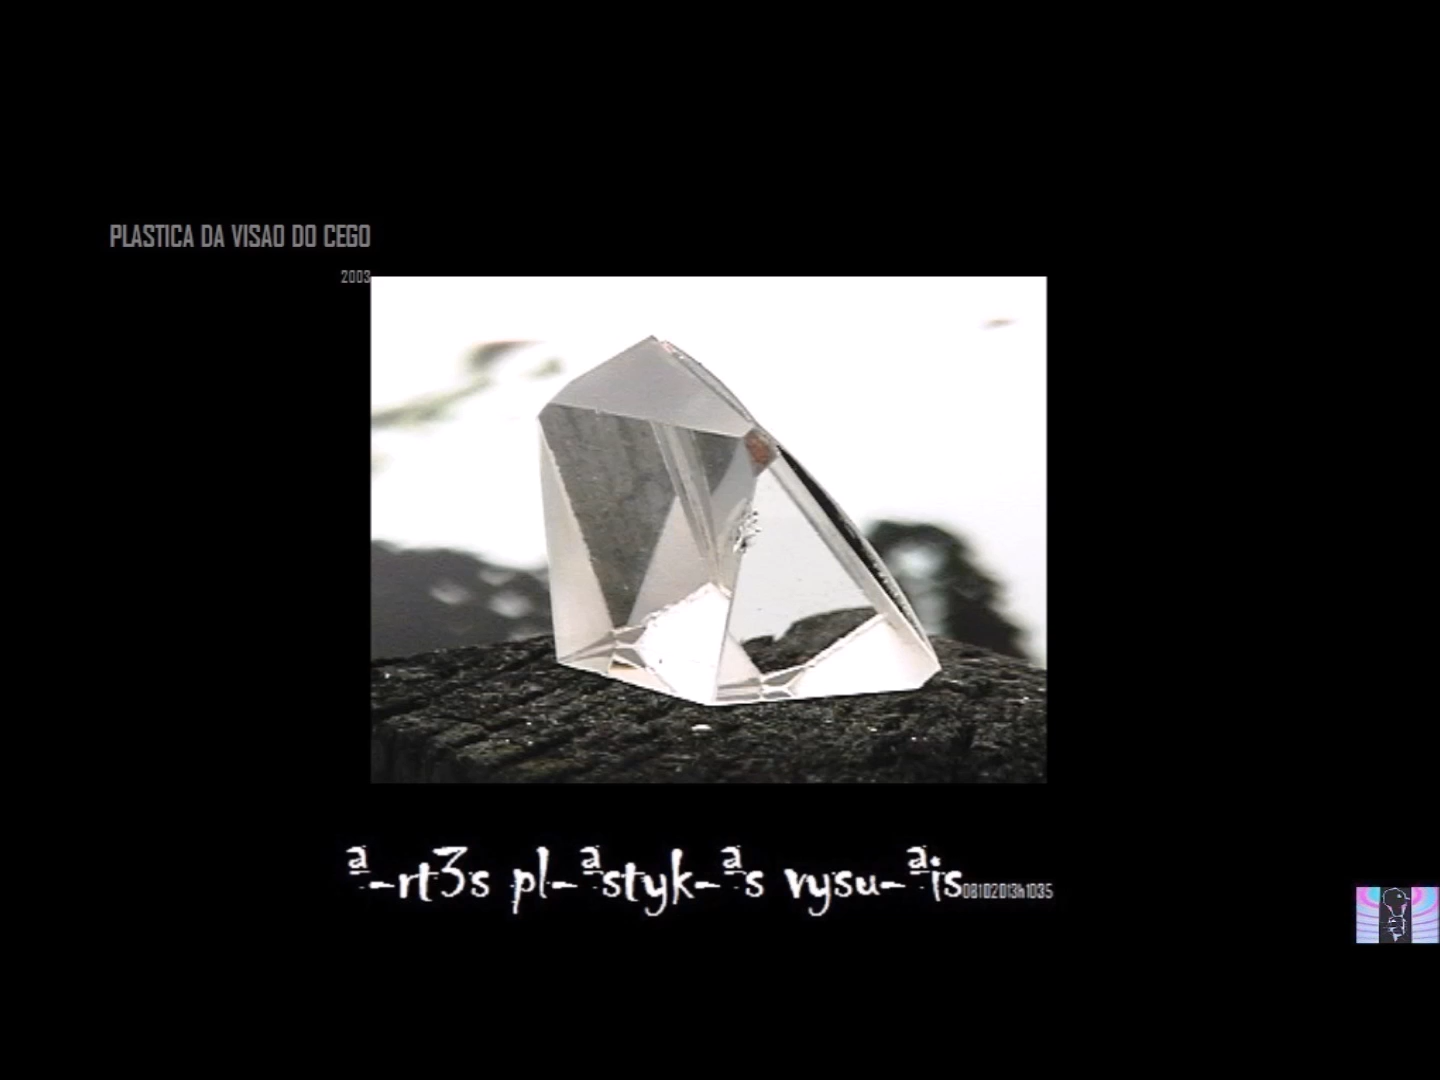 PLASTICA DA VISAO DO CEGO
2003
ª-rt3s pl-ªstyk-ªs vysu-ªis08102013h1035